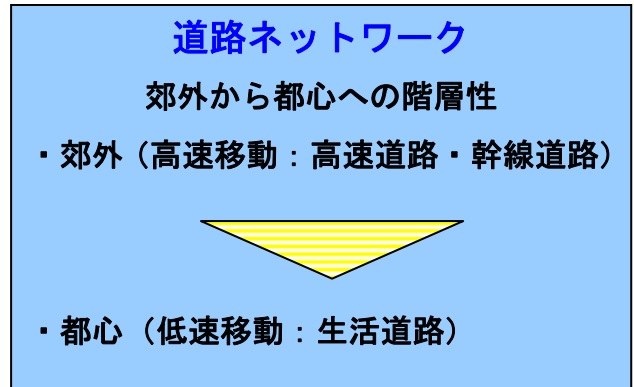 道路ネットワーク
郊外から都心への階層性
・郊外（高速移動：高速道路・幹線道路）
・都心（低速移動：生活道路）